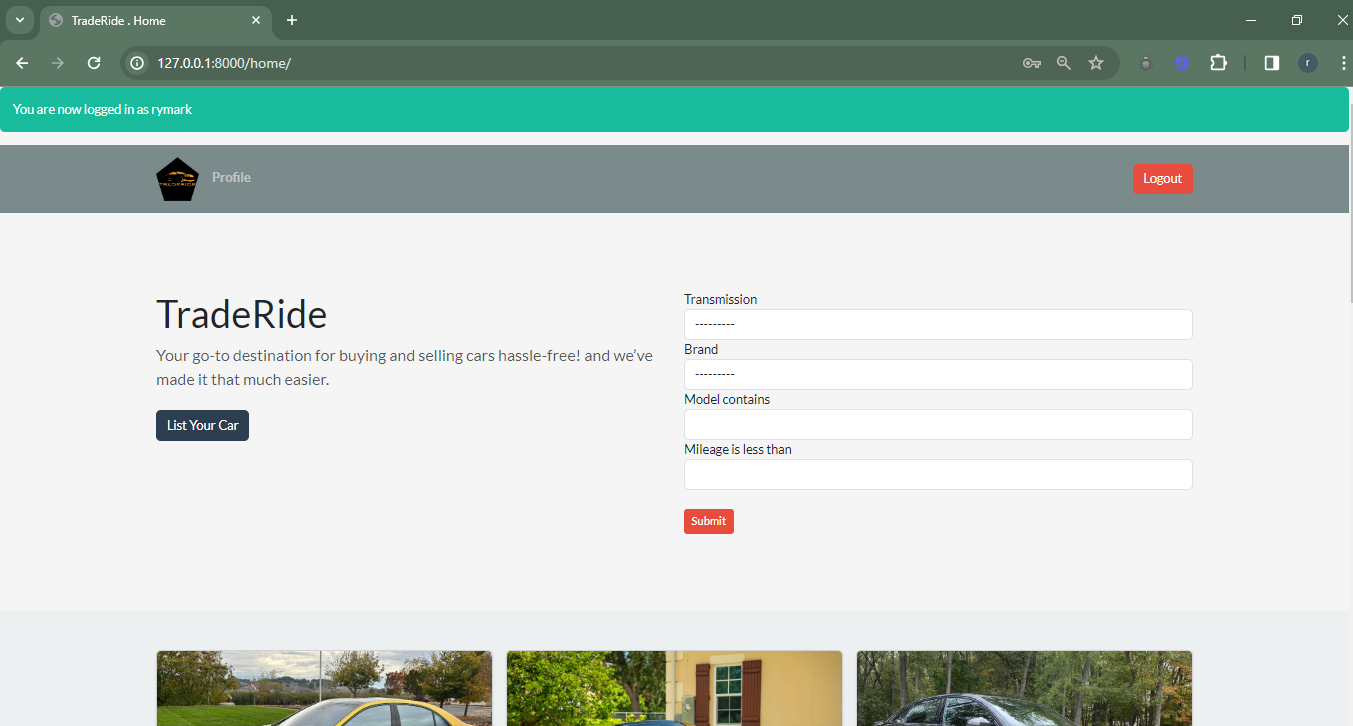 TradeRide . Home
127.0.0.1:8000/home/
r
You are now logged in as rymark
TRADERIDE
Profile
Logout
TradeRide
Your go-to destination for buying and selling cars hassle-free! and we’ve
made it that much easier.
List Your Car
Transmission
---------
Brand
---------
Model contains
Mileage is less than
Submit